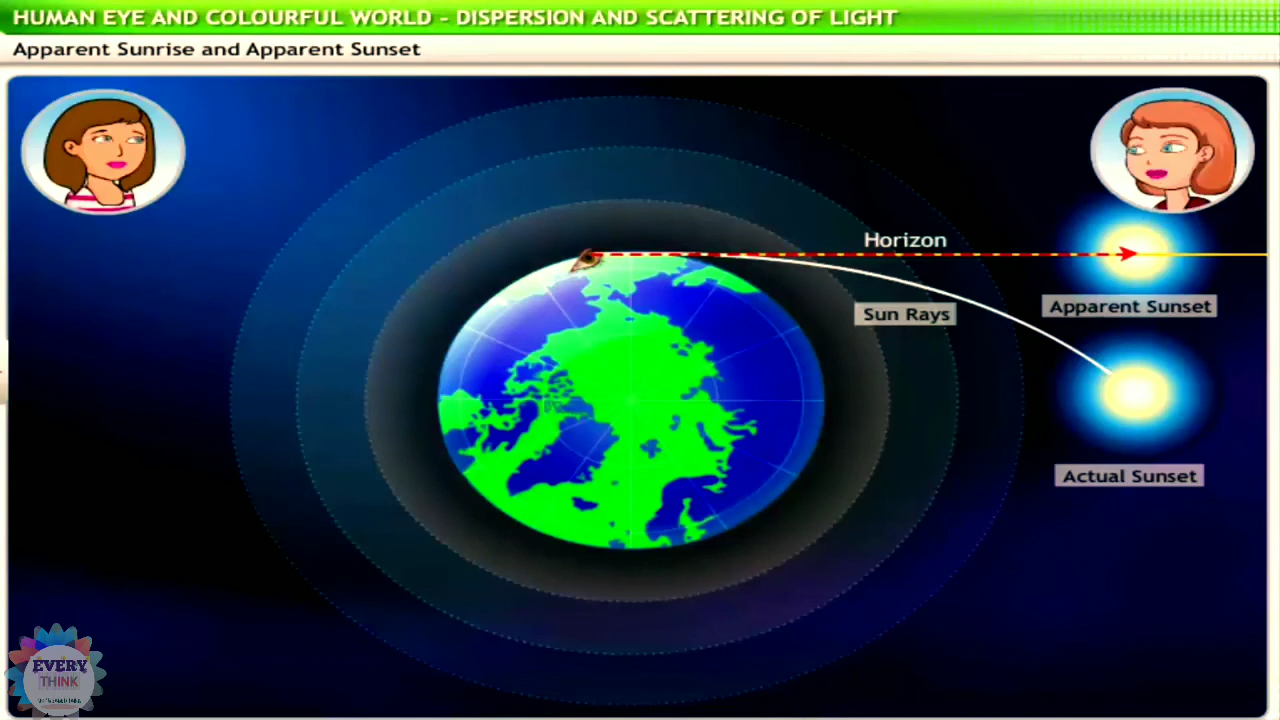 HUMAN EYE AND COLOURFUL WORLD - DISPERSION AND SCATTERING OF LIGHT
Apparent Sunrise and Apparent Sunset
Horizon
Apparent Sunset
Sun Rays
Actual Sunset
EVERY
THINK